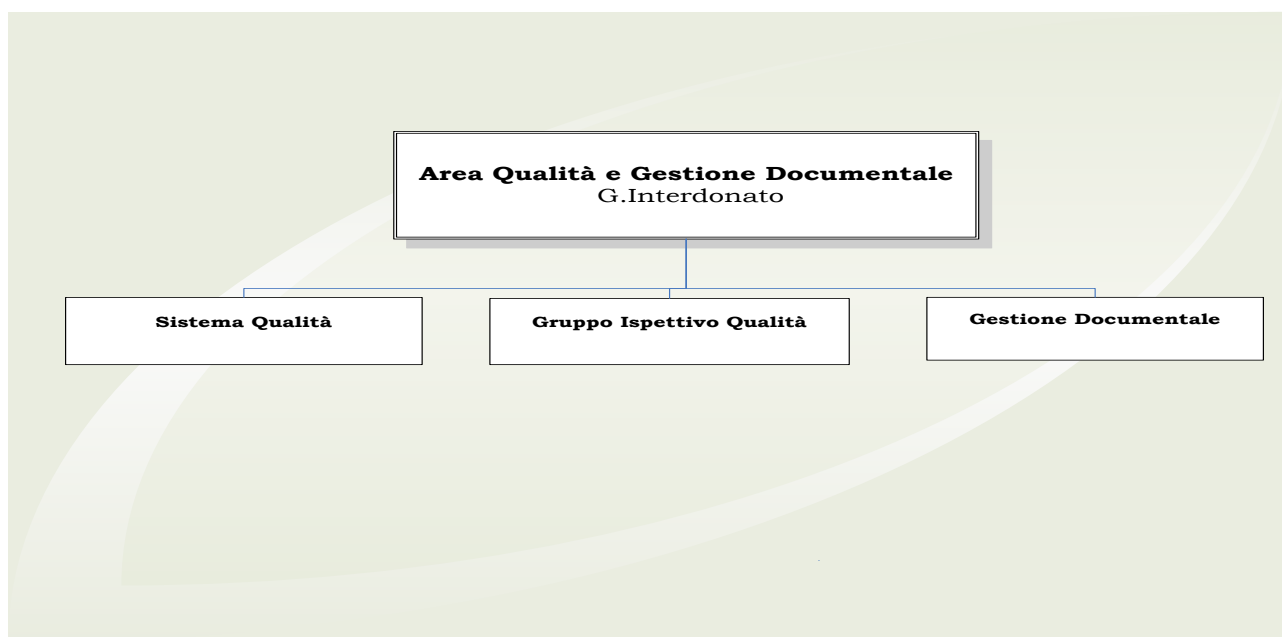 Area Qualità e Gestione Documentale
G.Interdonato
Sistema Qualità
Gruppo Ispettivo Qualità
Gestione Documentale